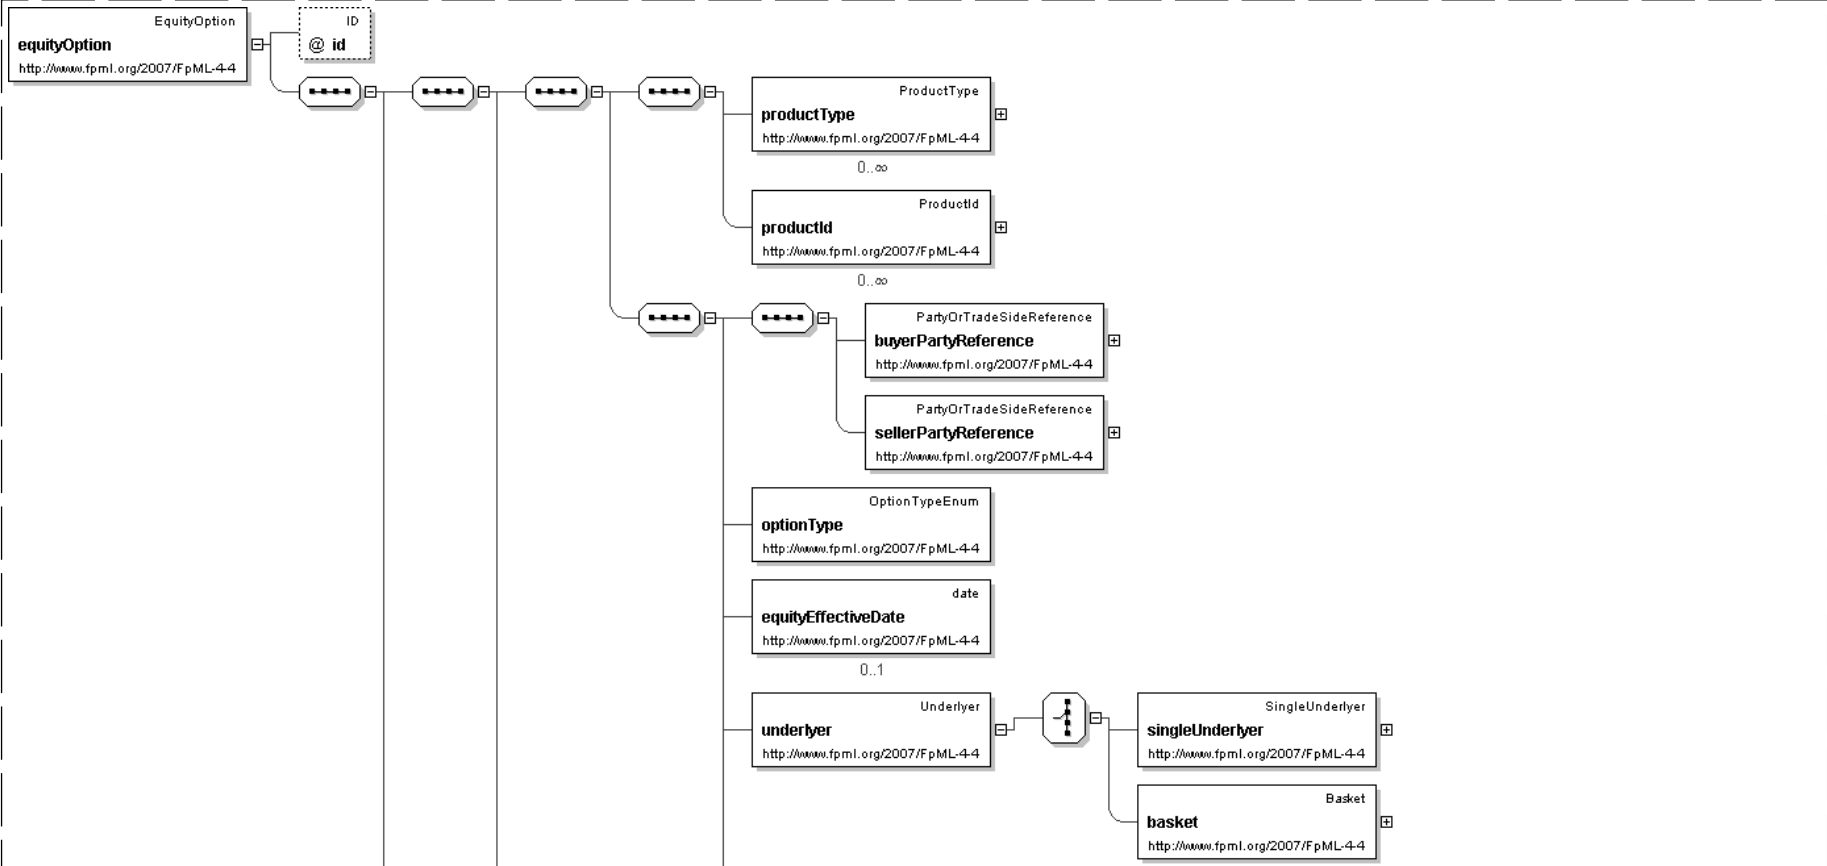 EquityOption
equityOption
http://www.fpml.org/2007/FpML-4-4
ID
@ id
ProductType
productType
http://www.fpml.org/2007/FpML-4-4
0..∞
ProductId
productId
http://www.fpml.org/2007/FpML-4-4
0..∞
PartyOrTradeSideReference
buyerPartyReference
http://www.fpml.org/2007/FpML-4-4
PartyOrTradeSideReference
sellerPartyReference
http://www.fpml.org/2007/FpML-4-4
OptionTypeEnum
optionType
http://www.fpml.org/2007/FpML-4-4
date
equityEffectiveDate
http://www.fpml.org/2007/FpML-4-4
0..1
Underlyer
underlyer
http://www.fpml.org/2007/FpML-4-4
SingleUnderlyer
singleUnderlyer
http://www.fpml.org/2007/FpML-4-4
Basket
basket
http://www.fpml.org/2007/FpML-4-4